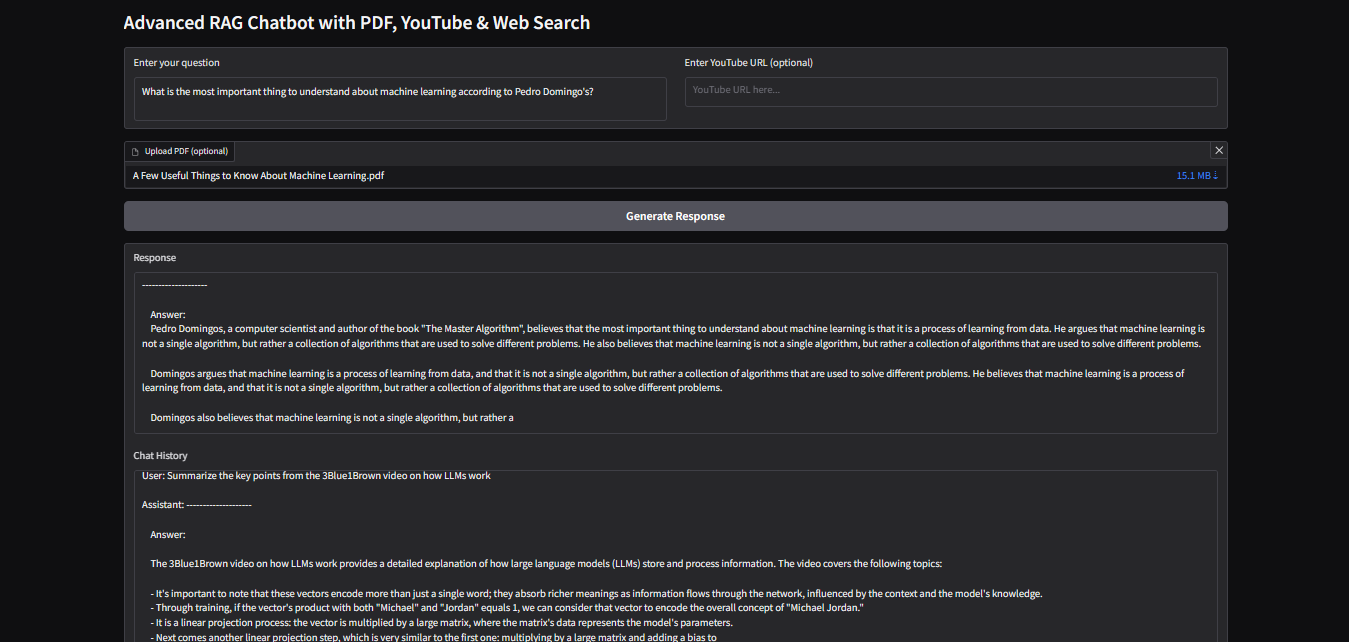 Advanced RAG Chatbot with PDF, YouTube & Web Search
Enter your question
What is the most important thing to understand about machine learning according to Pedro Domingo's?
Enter YouTube URL (optional)
YouTube URL here...
Upload PDF (optional)
A Few Useful Things to Know About Machine Learning.pdf
15.1 MB ↓
Generate Response
Response
--------------------
Answer:
Pedro Domingos, a computer scientist and author of the book "The Master Algorithm", believes that the most important thing to understand about machine learning is that it is a process of learning from data. He argues that machine learning is
not a single algorithm, but rather a collection of algorithms that are used to solve different problems. He also believes that machine learning is not a single algorithm, but rather a collection of algorithms that are used to solve different problems.
Domingos argues that machine learning is a process of learning from data, and that it is not a single algorithm, but rather a collection of algorithms that are used to solve different problems. He believes that machine learning is a process of
learning from data, and that it is not a single algorithm, but rather a collection of algorithms that are used to solve different problems.
Domingos also believes that machine learning is not a single algorithm, but rather a
Chat History
User: Summarize the key points from the 3Blue1Brown video on how LLMs work
Assistant: --------------------
Answer:
The 3Blue1Brown video on how LLMs work provides a detailed explanation of how large language models (LLMs) store and process information. The video covers the following topics:
- It's important to note that these vectors encode more than just a single word; they absorb richer meanings as information flows through the network, influenced by the context and the model's knowledge.
- Through training, if the vector's product with both "Michael" and "Jordan" equals 1, we can consider that vector to encode the overall concept of "Michael Jordan."
- It is a linear projection process: the vector is multiplied by a large matrix, where the matrix's data represents the model's parameters.
- Next comes another linear projection step, which is very similar to the first one: multiplying by a large matrix and adding a bias to